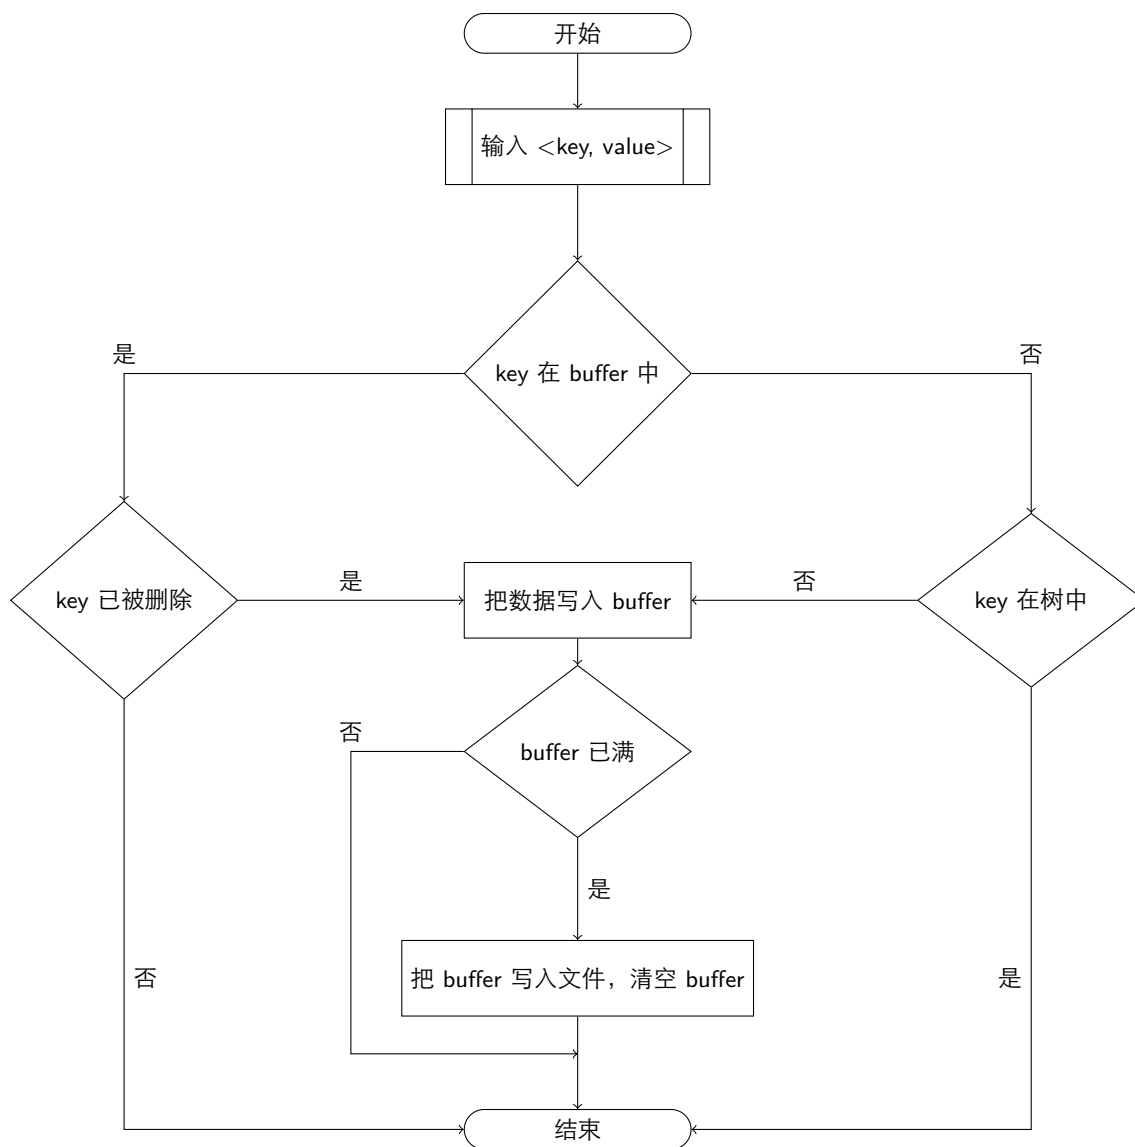 开始
输入 <key, value>
key 在 buffer 中
是
否
key 已被删除
是
把数据写入 buffer
否
key 在树中
否
buffer 已满
是
否
把 buffer 写入文件，清空 buffer
是
结束